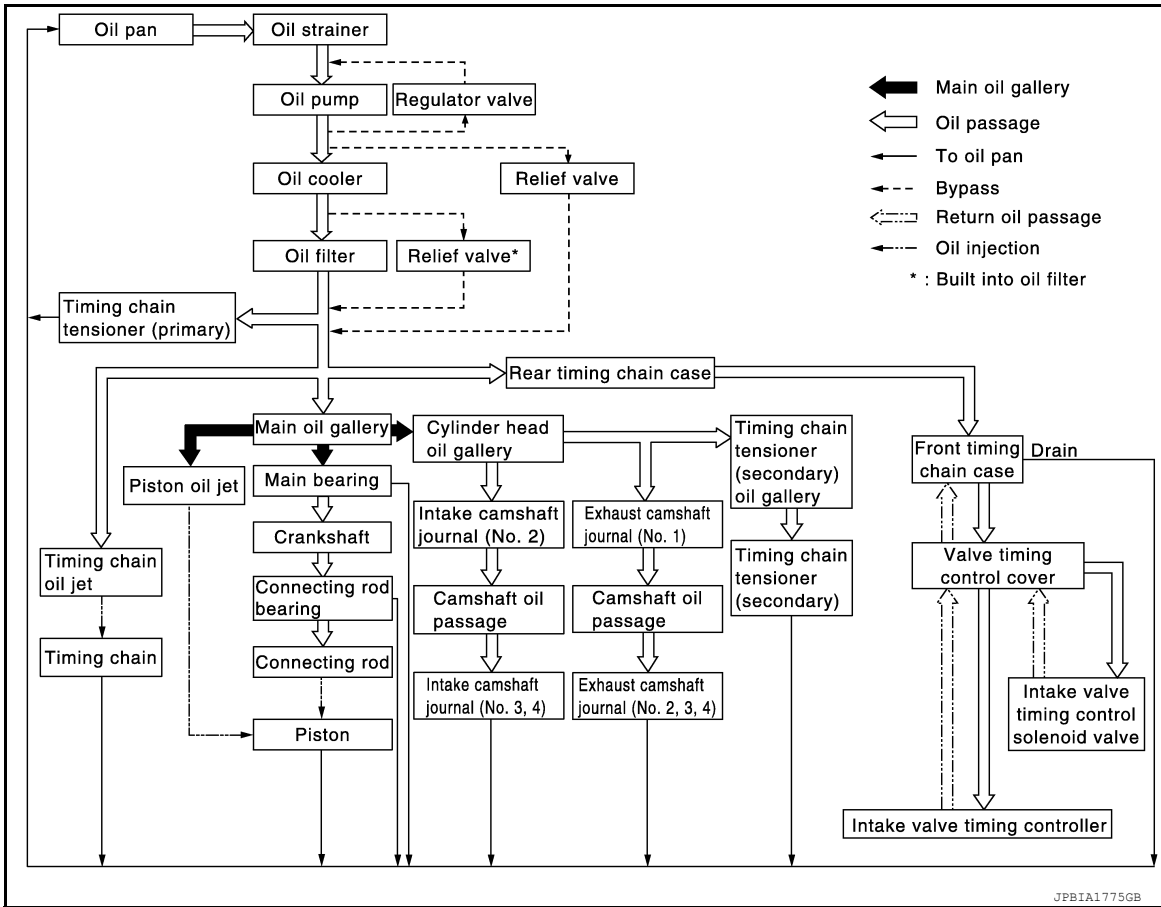 Oil pan
Oil strainer
Oil pump
Regulator valve
Oil cooler
Relief valve
Oil filter
Relief valve*
Main oil gallery
Oil passage
To oil pan
Bypass
Return oil passage
Oil injection
* : Built into oil filter
Timing chain
tensioner (primary)
Rear timing chain case
Main oil gallery
Cylinder head
oil gallery
Timing chain
tensioner
(secondary)
oil gallery
Front timing
chain case
Drain
Piston oil jet
Main bearing
Intake camshaft
journal (No. 2)
Exhaust camshaft
journal (No. 1)
Crankshaft
Timing chain
oil jet
Timing chain
tensioner
(secondary)
Valve timing
control cover
Connecting rod
bearing
Camshaft oil
passage
Camshaft oil
passage
Timing chain
Connecting rod
Intake camshaft
journal (No. 3, 4)
Exhaust camshaft
journal (No. 2, 3, 4)
Intake valve
timing control
solenoid valve
Piston
Intake valve timing controller
JPBIA1775GB